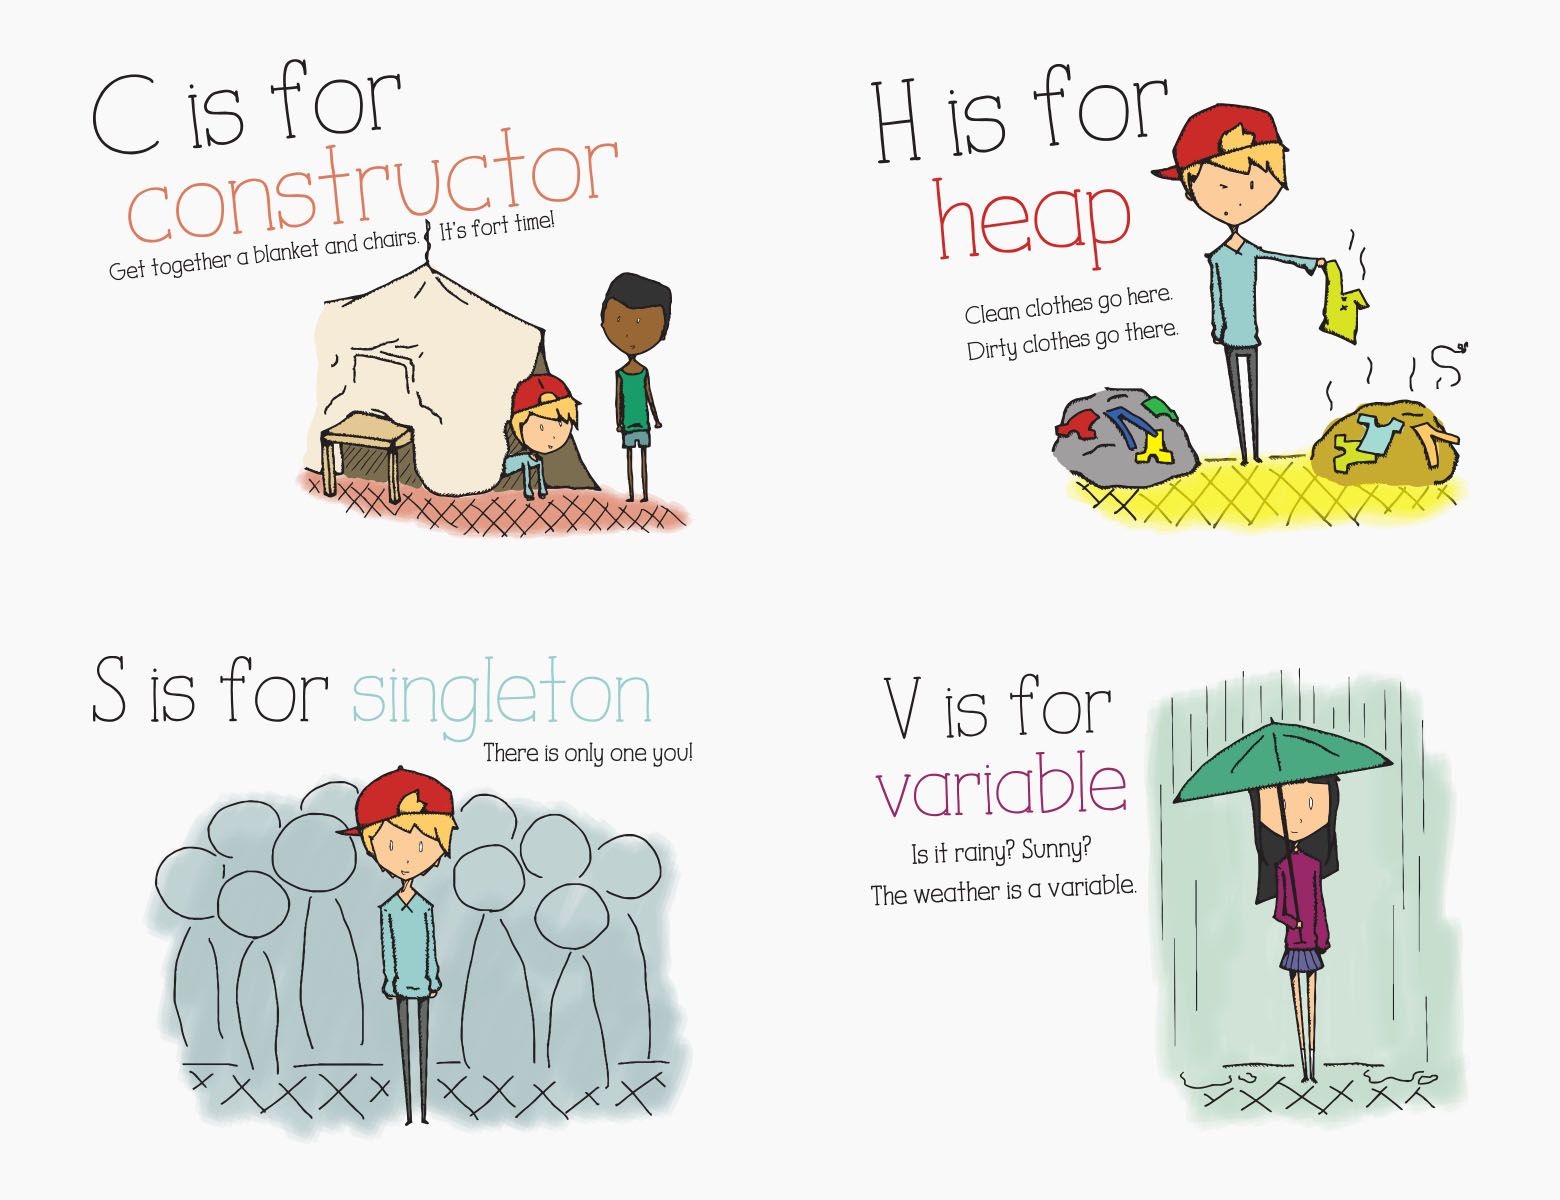 C is for
constructor
Get together a blanket and chairs. It's fort time!
H is for
heap
Clean clothes go here.
Dirty clothes go there.
S is for singleton
There is only one you!
V is for
variable
Is it rainy? Sunny?
The weather is a variable.